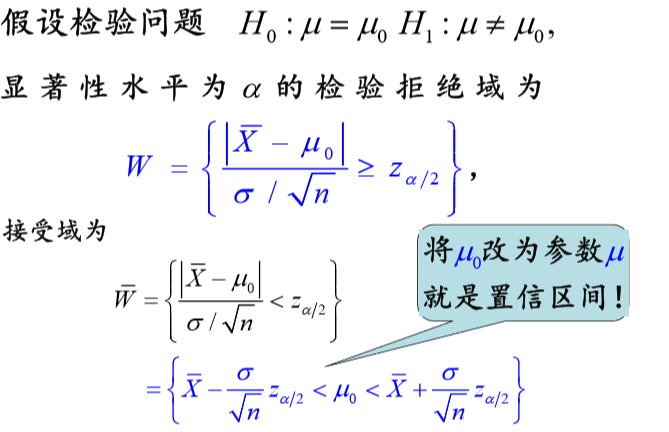 假设检验问题 H₀ : μ = μ₀ H₁ : μ ≠ μ₀,
显著性水平为 α 的检验拒绝域为
W = { |X̄ − μ₀| / (σ / √n) ≥ z_{α/2} } ,
接受域为
将μ₀改为参数μ
就是置信区间!
W̄ = { |X̄ − μ₀| / (σ / √n) < z_{α/2} }
= { X̄ − σ/√n z_{α/2} < μ₀ < X̄ + σ/√n z_{α/2} }